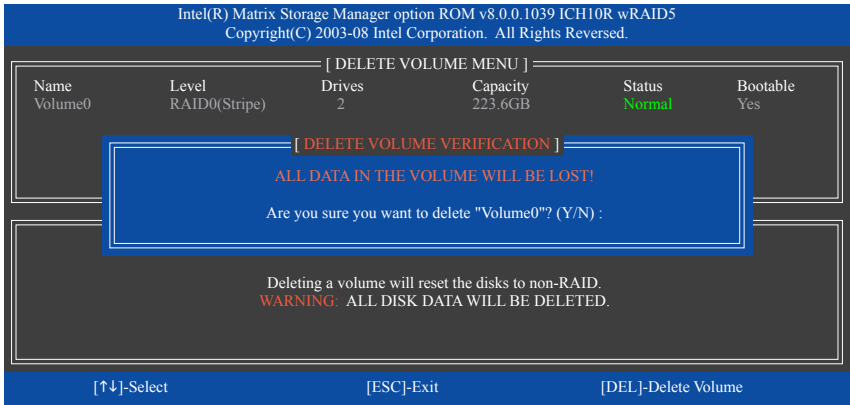 Intel(R) Matrix Storage Manager option ROM v8.0.0.1039 ICH10R wRAID5
Copyright(C) 2003-08 Intel Corporation. All Rights Reversed.
[ DELETE VOLUME MENU ]
Name Level Drives Capacity Status Bootable
Volume0 RAID0(Stripe) 2 223.6GB Normal Yes
[ DELETE VOLUME VERIFICATION ]
ALL DATA IN THE VOLUME WILL BE LOST!
Are you sure you want to delete "Volume0"? (Y/N) :
Deleting a volume will reset the disks to non-RAID.
WARNING: ALL DISK DATA WILL BE DELETED.
[↑↓]-Select [ESC]-Exit [DEL]-Delete Volume